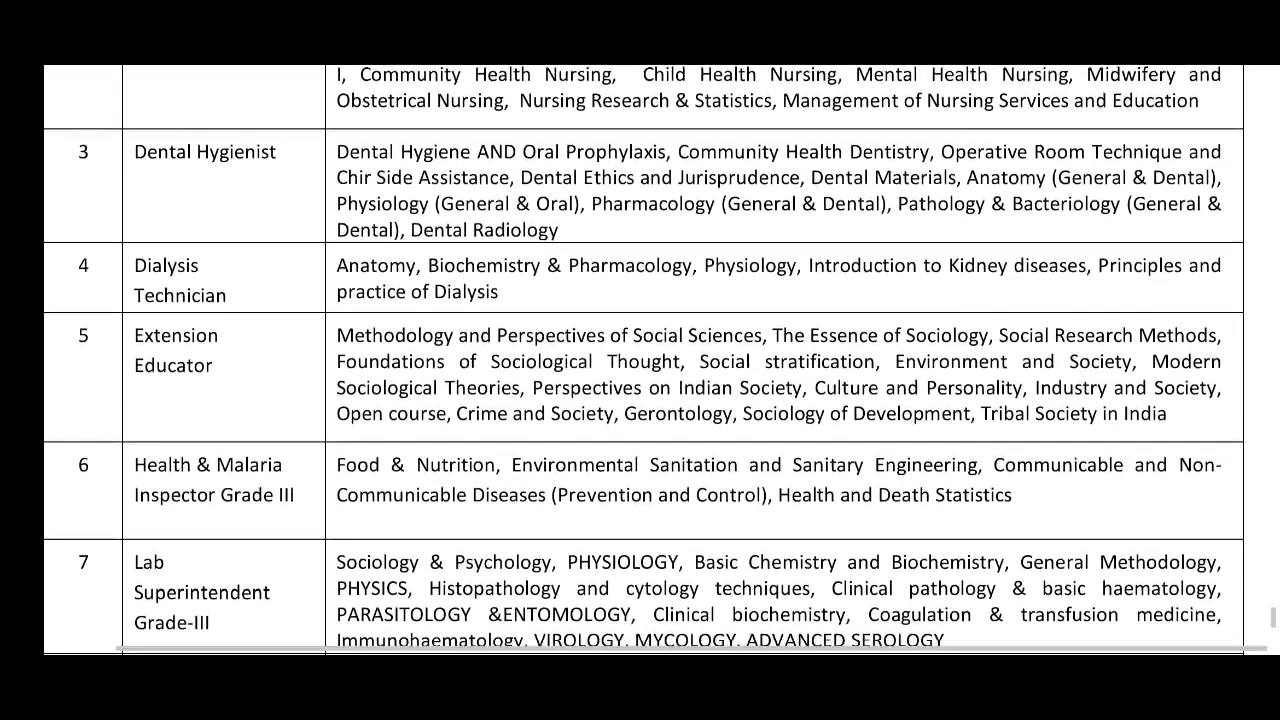 I, Community Health Nursing, Child Health Nursing, Mental Health Nursing, Midwifery and
Obstetrical Nursing, Nursing Research & Statistics, Management of Nursing Services and Education
3
Dental Hygienist
Dental Hygiene AND Oral Prophylaxis, Community Health Dentistry, Operative Room Technique and
Chir Side Assistance, Dental Ethics and Jurisprudence, Dental Materials, Anatomy (General & Dental),
Physiology (General & Oral), Pharmacology (General & Dental), Pathology & Bacteriology (General &
Dental), Dental Radiology
4
Dialysis
Technician
Anatomy, Biochemistry & Pharmacology, Physiology, Introduction to Kidney diseases, Principles and
practice of Dialysis
5
Extension
Educator
Methodology and Perspectives of Social Sciences, The Essence of Sociology, Social Research Methods,
Foundations of Sociological Thought, Social stratification, Environment and Society, Modern
Sociological Theories, Perspectives on Indian Society, Culture and Personality, Industry and Society,
Open course, Crime and Society, Gerontology, Sociology of Development, Tribal Society in India
6
Health & Malaria
Inspector Grade III
Food & Nutrition, Environmental Sanitation and Sanitary Engineering, Communicable and Non-
Communicable Diseases (Prevention and Control), Health and Death Statistics
7
Lab
Superintendent
Grade-III
Sociology & Psychology, PHYSIOLOGY, Basic Chemistry and Biochemistry, General Methodology,
PHYSICS, Histopathology and cytology techniques, Clinical pathology & basic haematology,
PARASITOLOGY &ENTOMOLOGY, Clinical biochemistry, Coagulation & transfusion medicine,
Immunohaematology, VIROLOGY, MYCOLOGY, ADVANCED SEROLOGY